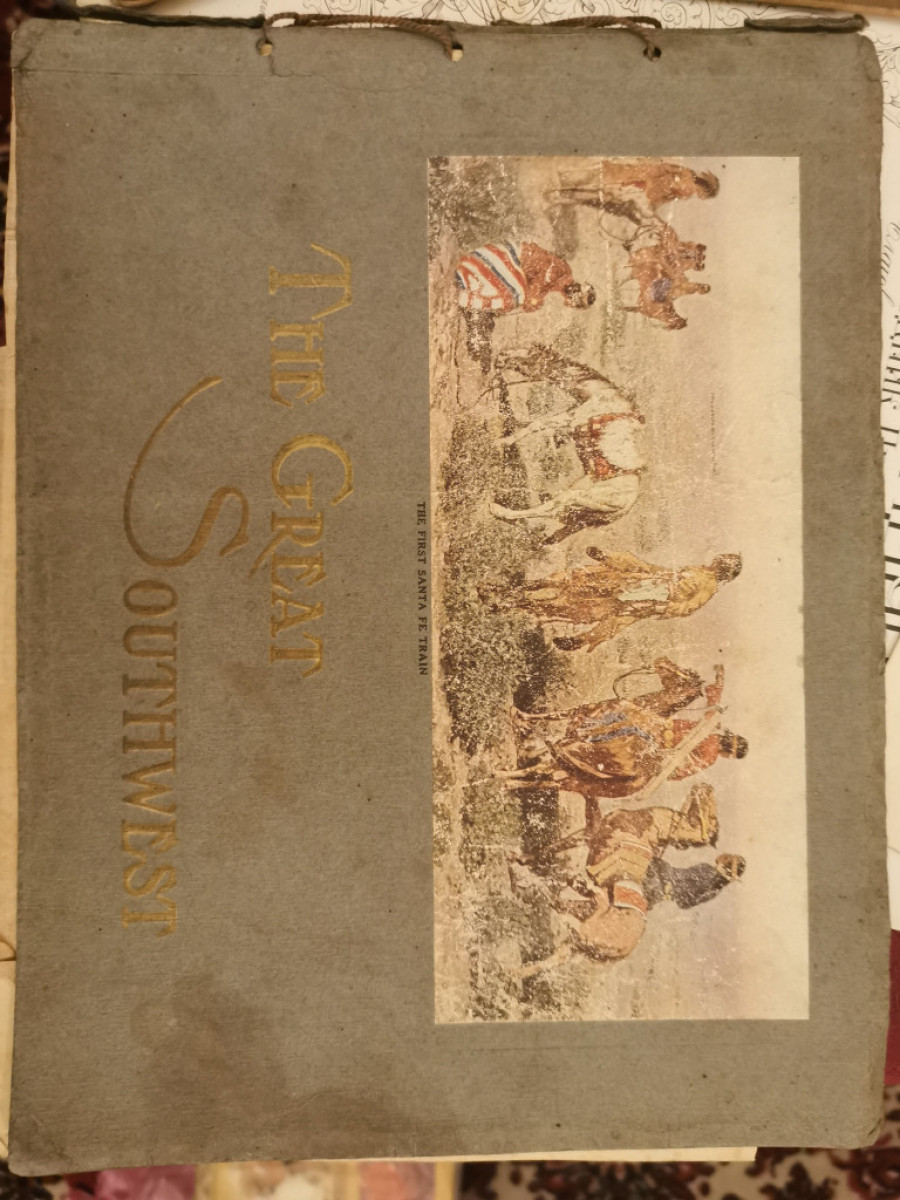 THE FIRST SANTA FE TRAIN
THE GREAT
SOUTHWEST